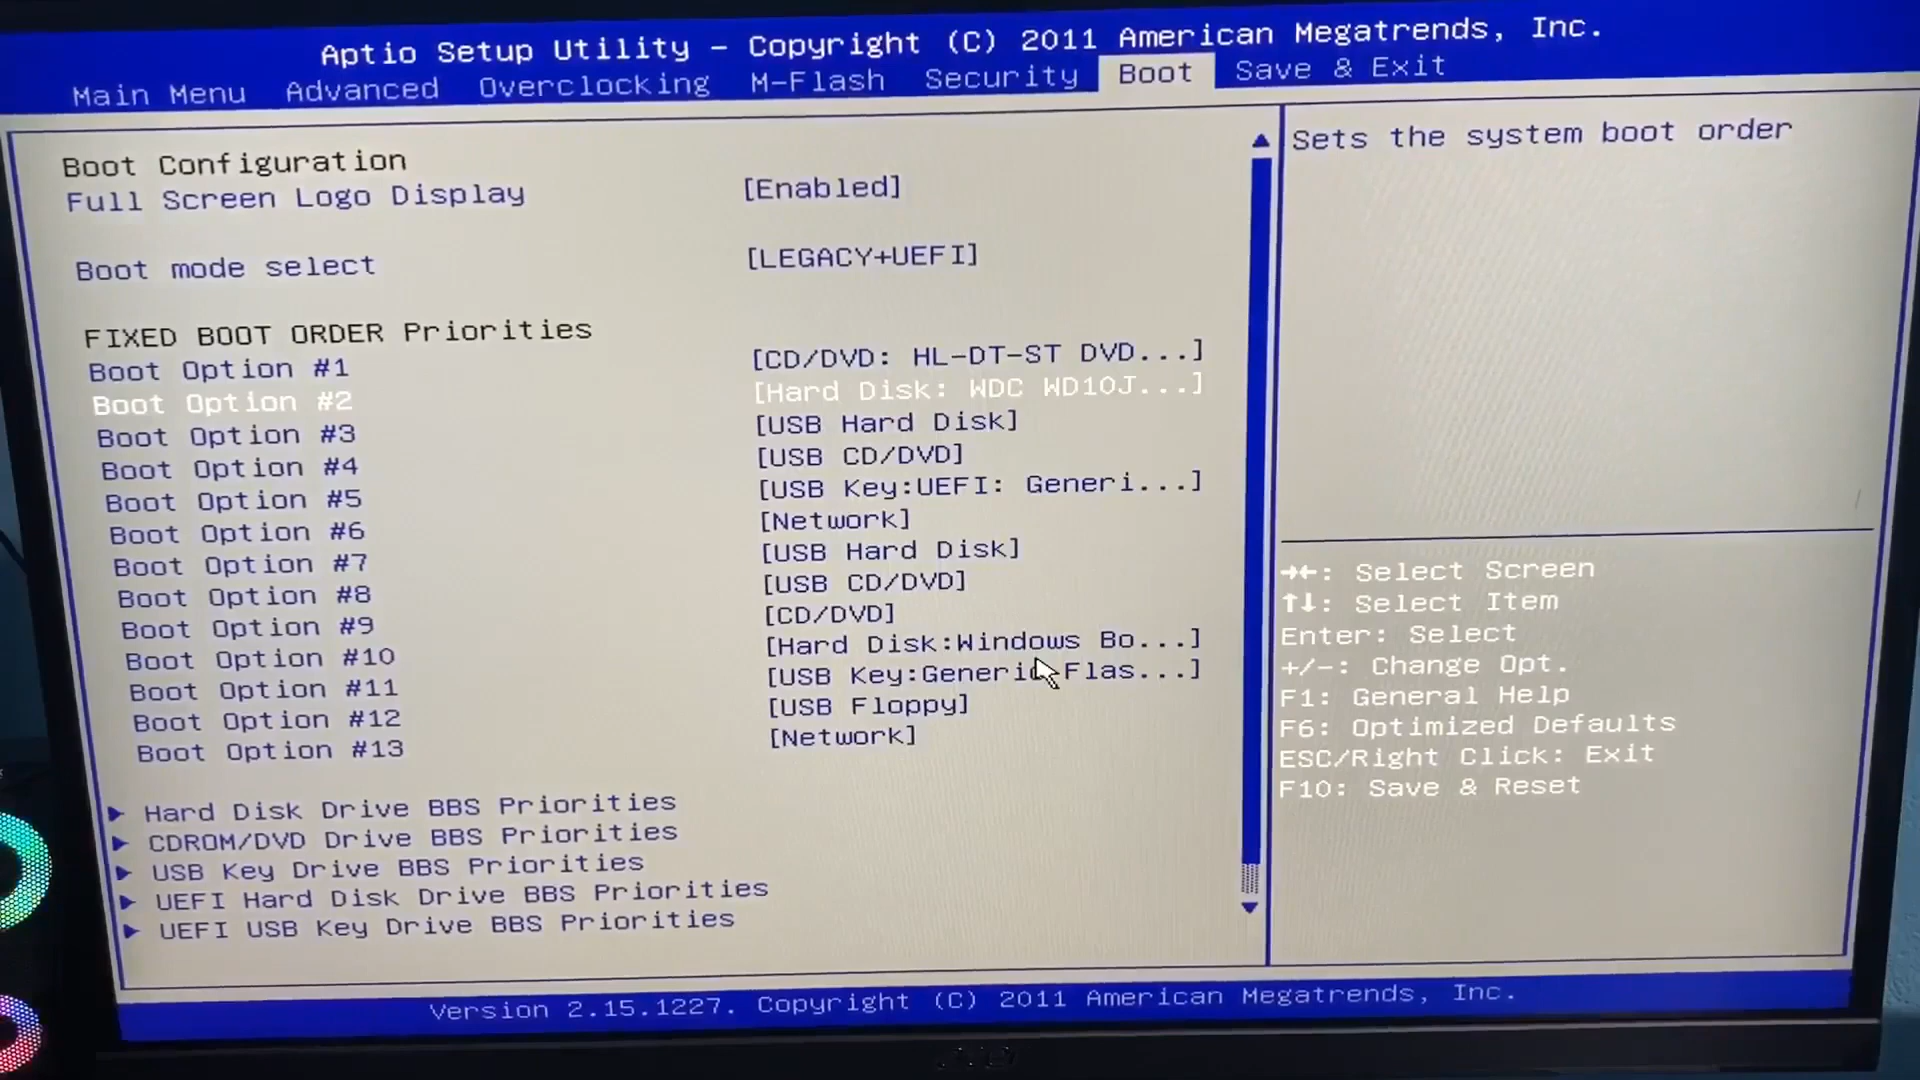 Aptio Setup Utility - Copyright (C) 2011 American Megatrends, Inc.
Main Menu Advanced Overclocking M-Flash Security Boot Save & Exit
Boot Configuration
Full Screen Logo Display [Enabled]
Boot mode select [LEGACY+UEFI]
FIXED BOOT ORDER Priorities
Boot Option #1 [CD/DVD: HL-DT-ST DVD...]
Boot Option #2 [Hard Disk: WDC WD10J...]
Boot Option #3 [USB Hard Disk]
Boot Option #4 [USB CD/DVD]
Boot Option #5 [USB Key:UEFI: Generi...]
Boot Option #6 [Network]
Boot Option #7 [USB Hard Disk]
Boot Option #8 [USB CD/DVD]
Boot Option #9 [CD/DVD]
Boot Option #10 [Hard Disk:Windows Bo...]
Boot Option #11 [USB Key:Generic Flas...]
Boot Option #12 [USB Floppy]
Boot Option #13 [Network]
Hard Disk Drive BBS Priorities
CDROM/DVD Drive BBS Priorities
USB Key Drive BBS Priorities
UEFI Hard Disk Drive BBS Priorities
UEFI USB Key Drive BBS Priorities
Sets the system boot order
→←: Select Screen
↑↓: Select Item
Enter: Select
+/-: Change Opt.
F1: General Help
F6: Optimized Defaults
ESC/Right Click: Exit
F10: Save & Reset
Version 2.15.1227. Copyright (C) 2011 American Megatrends, Inc.